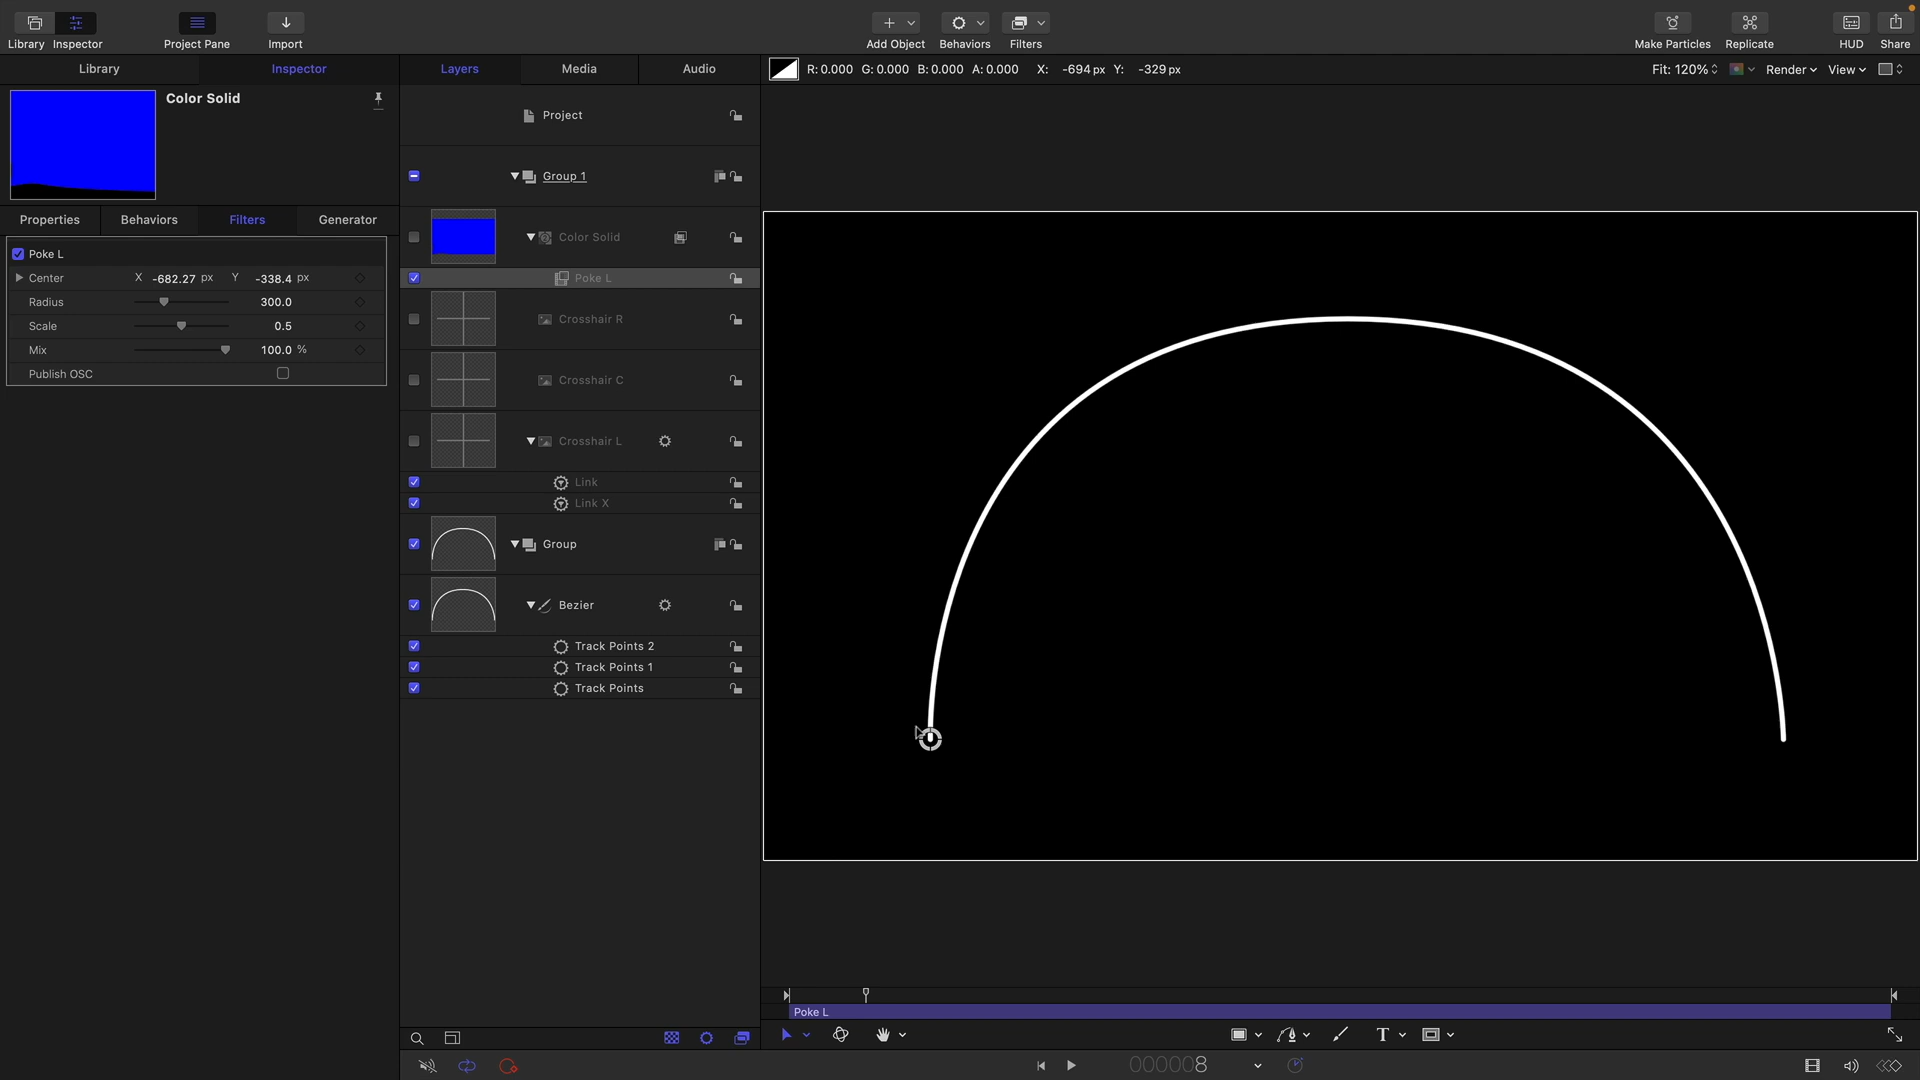 Library Inspector
Project Pane
Import
Add Object
Behaviors
Filters
Make Particles
Replicate
HUD
Share
Library
Inspector
Layers
Media
Audio
R: 0.000 G: 0.000 B: 0.000 A: 0.000 X: -694 px Y: -329 px
Fit: 120%
Render
View
Color Solid
Properties
Behaviors
Filters
Generator
Poke L
Center X -682.27 px Y -338.4 px
Radius 300.0
Scale 0.5
Mix 100.0 %
Publish OSC
Project
Group 1
Color Solid
Poke L
Crosshair R
Crosshair C
Crosshair L
Link
Link X
Group
Bezier
Track Points 2
Track Points 1
Track Points
Poke L
T
000008